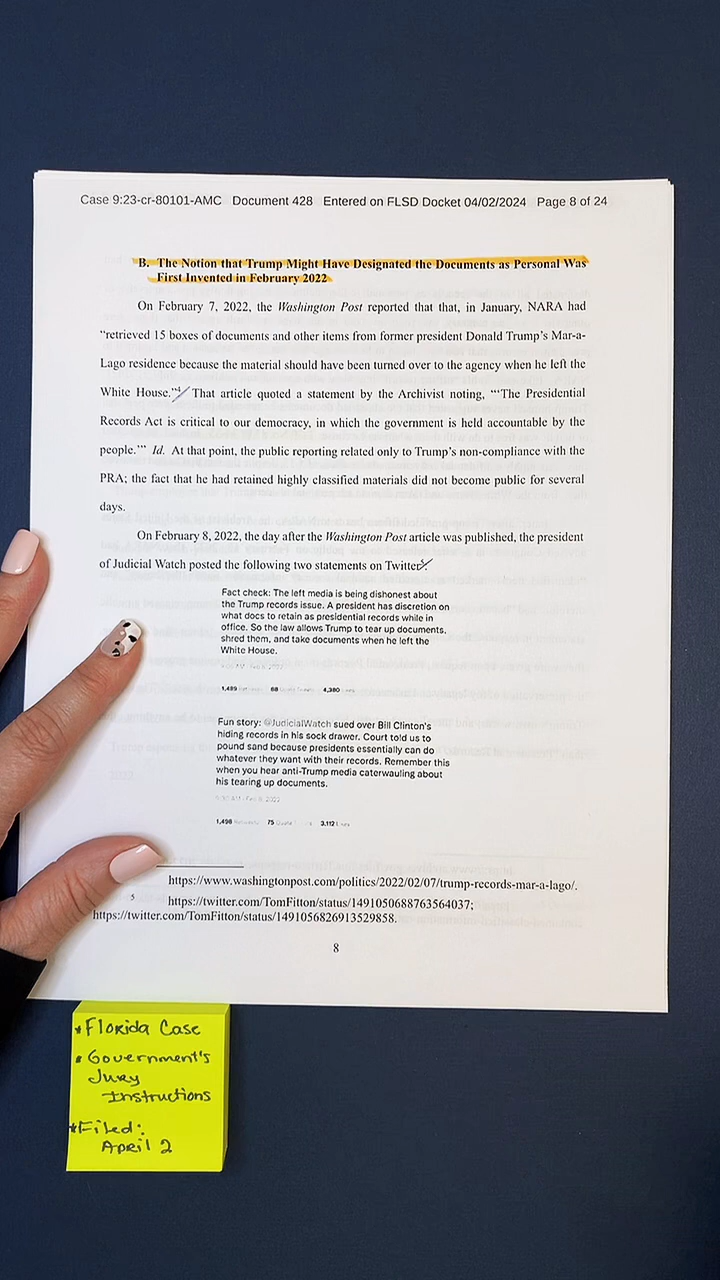 Case 9:23-cr-80101-AMC Document 428 Entered on FLSD Docket 04/02/2024 Page 8 of 24
B. The Notion that Trump Might Have Designated the Documents as Personal Was
First Invented in February 2022
On February 7, 2022, the Washington Post reported that that, in January, NARA had
“retrieved 15 boxes of documents and other items from former president Donald Trump’s Mar-a-
Lago residence because the material should have been turned over to the agency when he left the
White House.”4 That article quoted a statement by the Archivist noting, “‘The Presidential
Records Act is critical to our democracy, in which the government is held accountable by the
people.’” Id. At that point, the public reporting related only to Trump’s non-compliance with the
PRA; the fact that he had retained highly classified materials did not become public for several
days.
On February 8, 2022, the day after the Washington Post article was published, the president
of Judicial Watch posted the following two statements on Twitter:
Fact check: The left media is being dishonest about
the Trump records issue. A president has discretion on
what docs to retain as presidential records while in
office. So the law allows Trump to tear up documents,
shred them, and take documents when he left the
White House.
1,489 68 4,380
Fun story: @JudicialWatch sued over Bill Clinton's
hiding records in his sock drawer. Court told us to
pound sand because presidents essentially can do
whatever they want with their records. Remember this
when you hear anti-Trump media caterwauling about
his tearing up documents.
1,498 75 3,112
https://www.washingtonpost.com/politics/2022/02/07/trump-records-mar-a-lago/.
5 https://twitter.com/TomFitton/status/1491050688763564037;
https://twitter.com/TomFitton/status/1491056826913529858.
8
* Florida Case
* Government's
Jury
Instructions
* Filed:
April 2